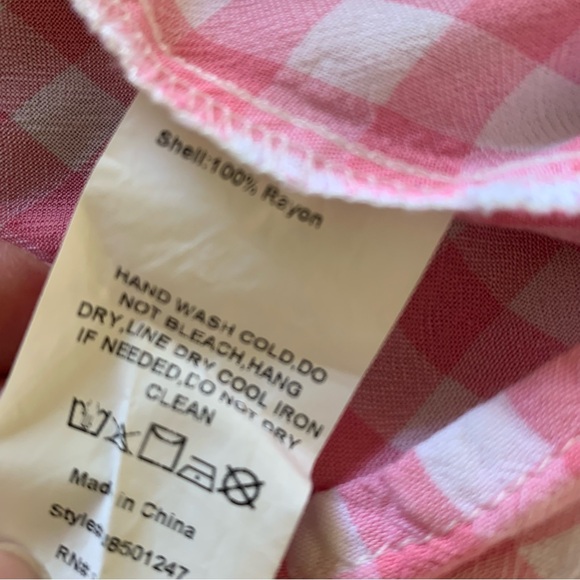 Shell:100% Rayon
HAND WASH COLD,DO
NOT BLEACH,HANG
DRY,LINE DRY COOL IRON
IF NEEDED,DO NOT DRY
CLEAN
Made in China
RN#: